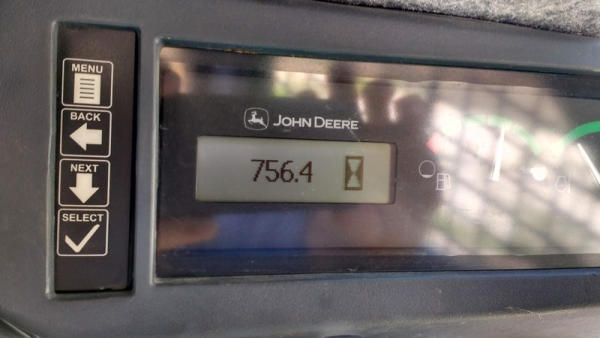 MENU
BACK
NEXT
SELECT
JOHN DEERE
756.4